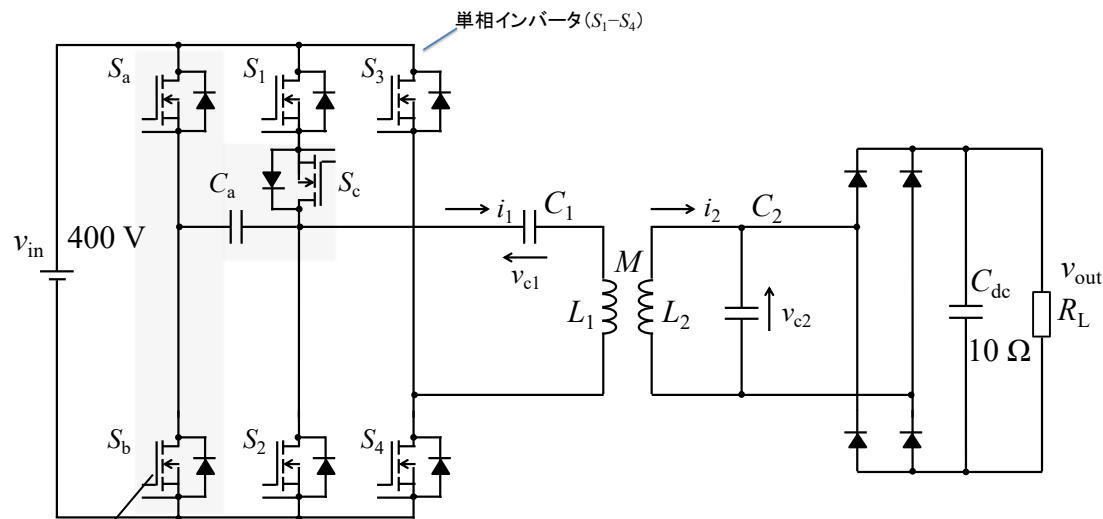 単相インバータ(S1−S4)
Sa
S1
S3
Ca
Sc
i1
C1
i2
C2
vin
400 V
vc1
M
L1
L2
vc2
Cdc
vout
RL
10 Ω
Sb
S2
S4